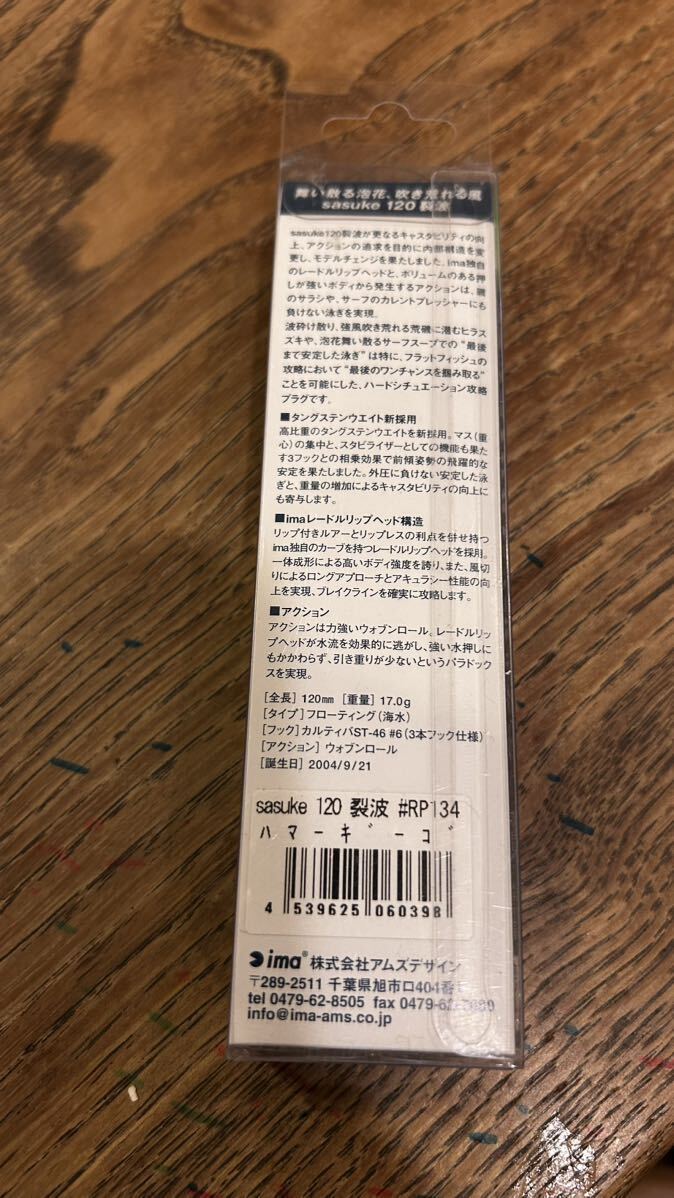 舞い散る泡花、吹き荒れる風
sasuke 120 裂波
sasuke120裂波が更なるキャスタビリティの向
上、アクションの追求を目的に内部構造を変
更し、モデルチェンジを果たしました。ima独自
のレードルリップヘッドと、ボリュームのある押
しが強いボディから発生するアクションは、磯
のサラシや、サーフのカレントプレッシャーにも
負けない泳ぎを実現。
波砕け散り、強風吹き荒れる荒磯に潜むヒラス
ズキや、泡花舞い散るサーフスープでの“最後
まで安定した泳ぎ”は特に、フラットフィッシュの
攻略において“最後のワンチャンスを掴み取る”
ことを可能にした、ハードシチュエーション攻略
プラグです。
■タングステンウエイト新採用
高比重のタングステンウエイトを新採用。マス（重
心）の集中と、スタビライザーとしての機能も果た
す3フックとの相乗効果で前傾姿勢の飛躍的な
安定を果たしました。外圧に負けない安定した泳
ぎと、重量の増加によるキャスタビリティの向上に
も寄与します。
■imaレードルリップヘッド構造
リップ付きルアーとリップレスの利点を併せ持つ
ima独自のカーブを持つレードルリップヘッドを採用。
一体成形による高いボディ強度を誇り、また、風切
りによるロングアプローチとアキュラシー性能の向
上を実現、ブレイクラインを確実に攻略します。
■アクション
アクションは力強いウォブンロール。レードルリッ
プヘッドが水流を効果的に逃がし、強い水押しに
もかかわらず、引き重りが少ないというパラドック
スを実現。
［全長］120mm ［重量］17.0g
［タイプ］フローティング（海水）
［フック］カルティバST-46 #6（3本フック仕様）
［アクション］ウォブンロール
［誕生日］2004/9/21
sasuke 120 裂波 #RP134
ハマーキﾞーコﾞ
4 539625 060398
ima® 株式会社アムズデザイン
〒289-2511 千葉県旭市ロ404番
tel 0479-62-8505 fax 0479-62-
info@ima-ams.co.jp